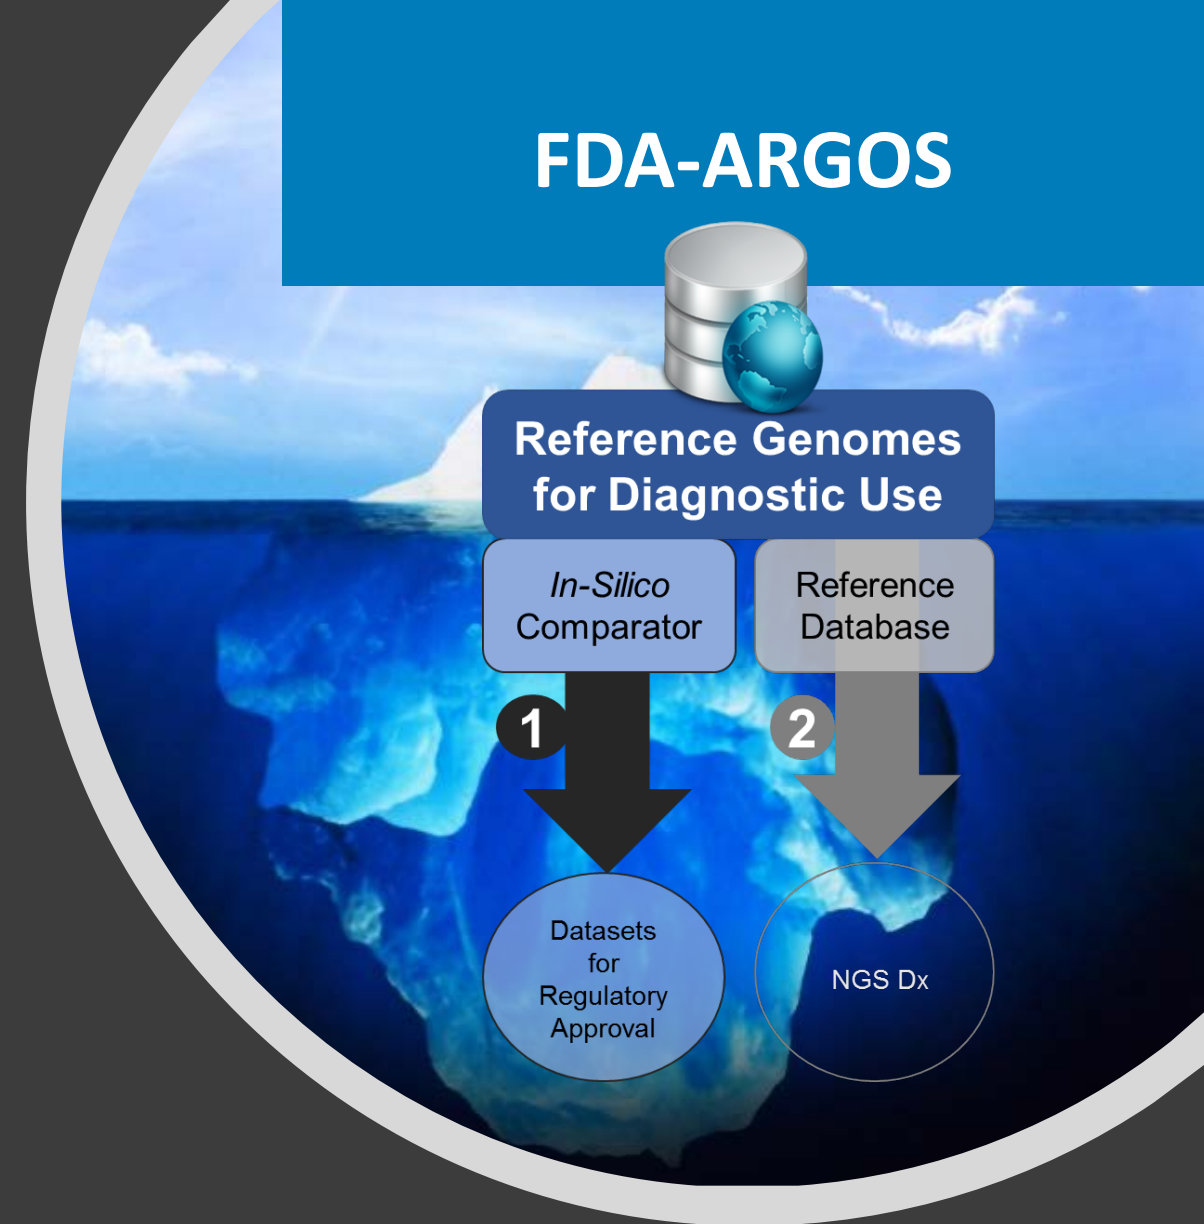 FDA-ARGOS
Reference Genomes
for Diagnostic Use
In-Silico
Comparator
Reference
Database
1
2
Datasets
for
Regulatory
Approval
NGS Dx